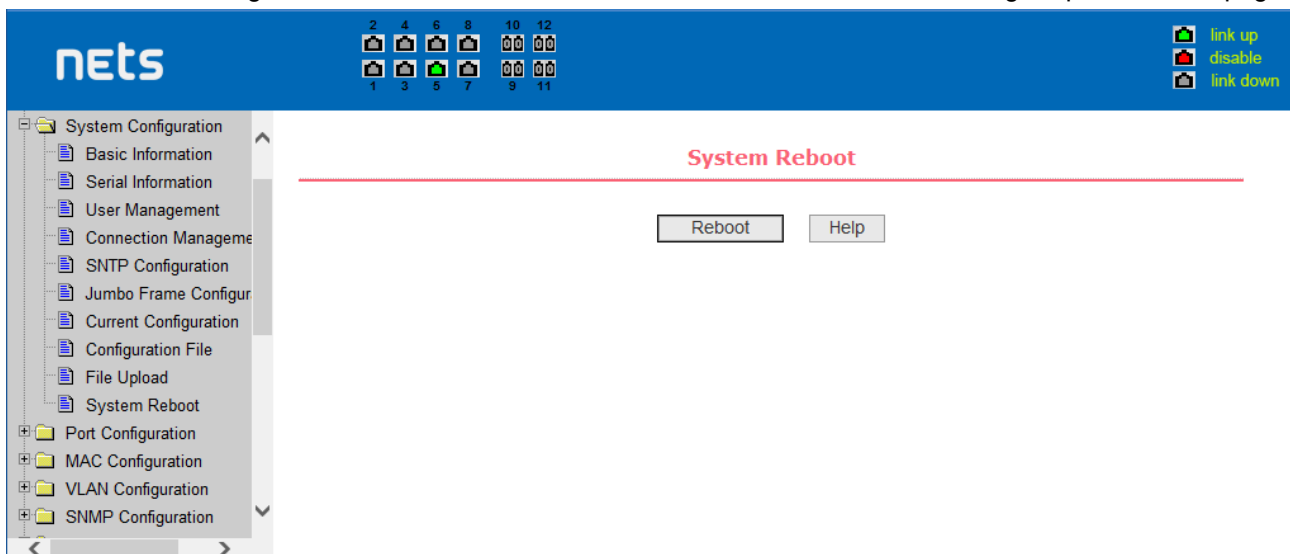 nets
2 4 6 8 10 12
1 3 5 7 9 11
link up
disable
link down
System Configuration
Basic Information
Serial Information
User Management
Connection Manageme
SNTP Configuration
Jumbo Frame Configur
Current Configuration
Configuration File
File Upload
System Reboot
Port Configuration
MAC Configuration
VLAN Configuration
SNMP Configuration
System Reboot
Reboot Help